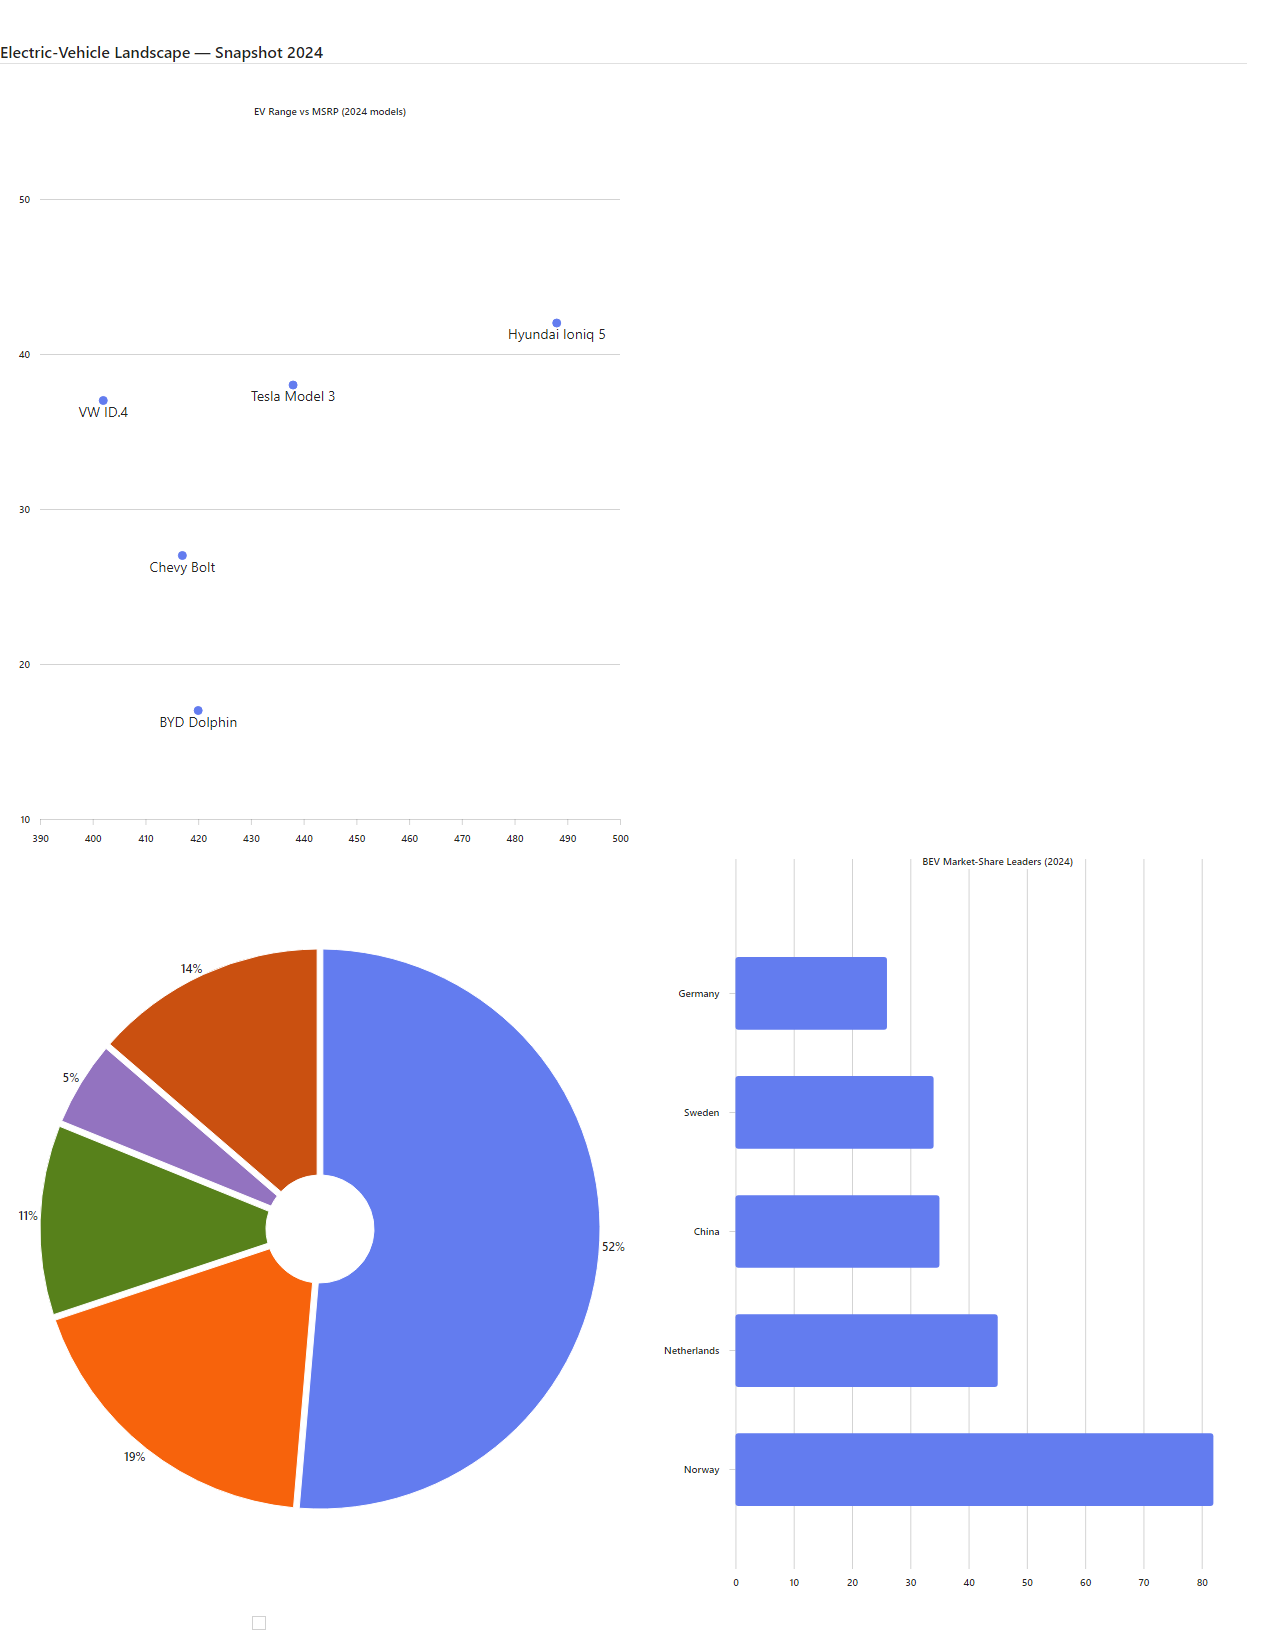 Electric-Vehicle Landscape — Snapshot 2024
EV Range vs MSRP (2024 models)
50
Hyundai Ioniq 5
40
Tesla Model 3
VW ID.4
30
Chevy Bolt
20
BYD Dolphin
10
390 400 410 420 430 440 450 460 470 480 490 500
14%
5%
11%
52%
19%
BEV Market-Share Leaders (2024)
Germany
Sweden
China
Netherlands
Norway
0 10 20 30 40 50 60 70 80